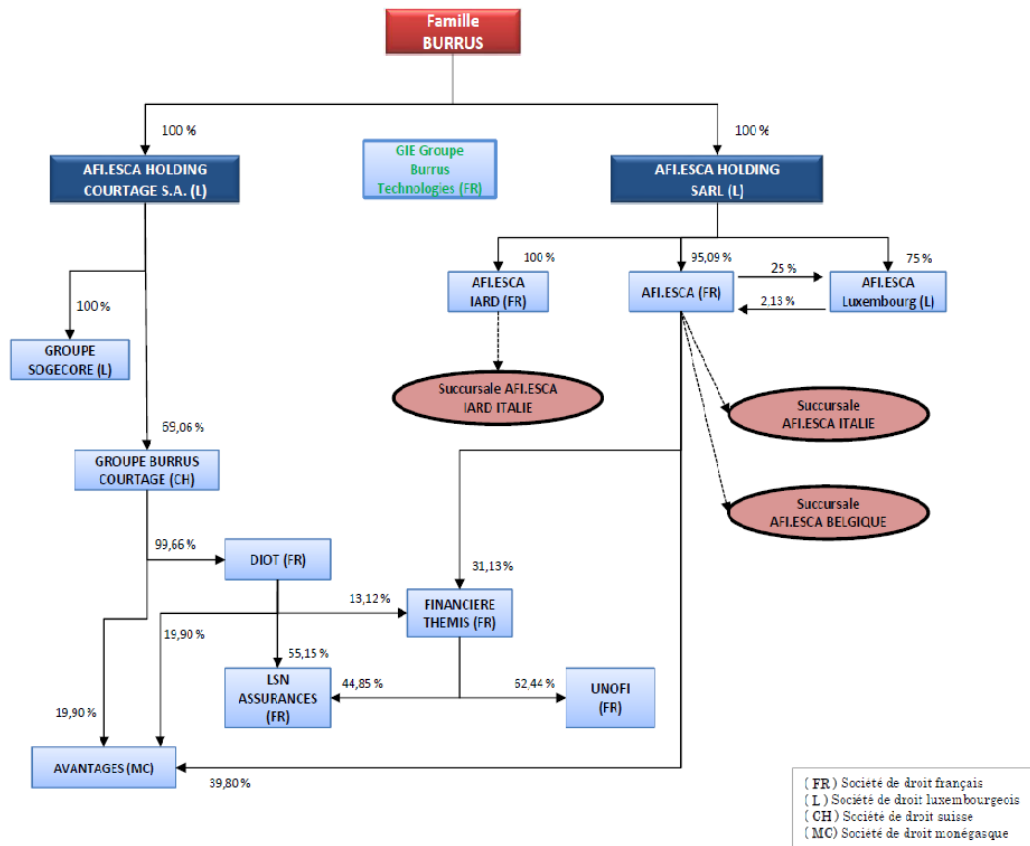 Famille
BURRUS
100 %
100 %
AFI.ESCA HOLDING
COURTAGE S.A. (L)
GIE Groupe
Burrus
Technologies (FR)
AFI.ESCA HOLDING
SARL (L)
100 %
95,09 %
75 %
AFI.ESCA
IARD (FR)
AFI.ESCA (FR)
25 %
2,13 %
AFI.ESCA
Luxembourg (L)
100 %
GROUPE
SOGECORE (L)
Succursale AFI.ESCA
IARD ITALIE
Succursale
AFI.ESCA ITALIE
69,06 %
GROUPE BURRUS
COURTAGE (CH)
Succursale
AFI.ESCA BELGIQUE
99,66 %
DIOT (FR)
31,13 %
13,12 %
FINANCIERE
THEMIS (FR)
19,90 %
55,15 %
LSN
ASSURANCES
(FR)
44,85 %
62,44 %
UNOFI
(FR)
19,90 %
AVANTAGES (MC)
39,80 %
( FR ) Société de droit français
( L ) Société de droit luxembourgeois
( CH ) Société de droit suisse
( MC) Société de droit monégasque